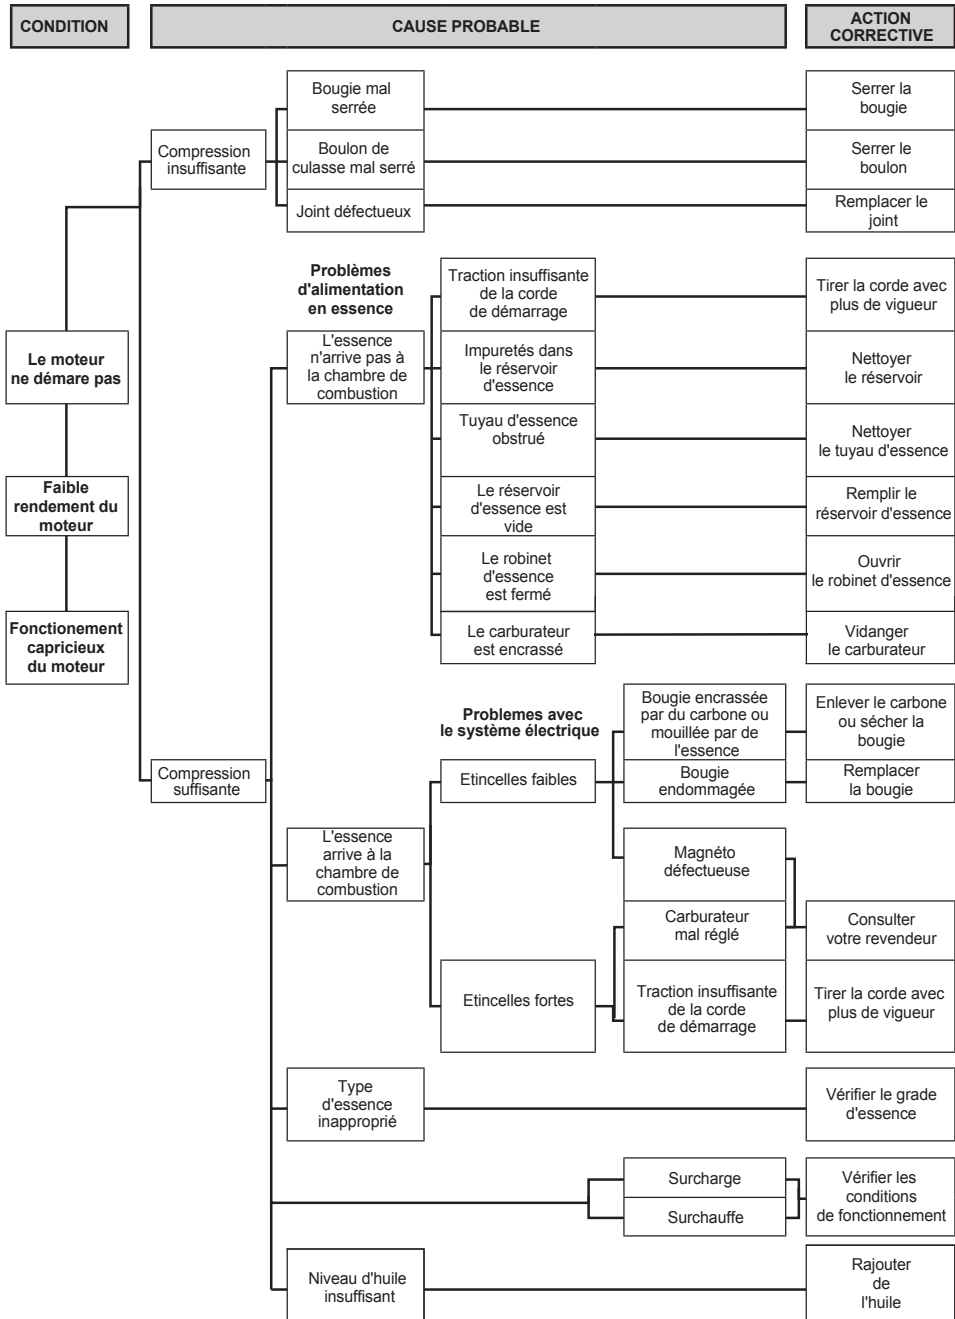 CONDITION
CAUSE PROBABLE
ACTION
CORRECTIVE
Bougie mal
serrée
Serrer la
bougie
Compression
insuffisante
Boulon de
culasse mal serré
Serrer le
boulon
Joint défectueux
Remplacer le
joint
Problèmes
d'alimentation
en essence
Traction insuffisante
de la corde
de démarrage
Tirer la corde avec
plus de vigueur
Le moteur
ne démare pas
L'essence
n'arrive pas à
la chambre de
combustion
Impuretés dans
le réservoir
d'essence
Nettoyer
le réservoir
Tuyau d'essence
obstrué
Nettoyer
le tuyau d'essence
Faible
rendement du
moteur
Le réservoir
d'essence est
vide
Remplir le
réservoir d'essence
Le robinet
d'essence
est fermé
Ouvrir
le robinet d'essence
Fonctionement
capricieux
du moteur
Le carburateur
est encrassé
Vidanger
le carburateur
Problemes avec
le système électrique
Bougie encrassée
par du carbone ou
mouillée par de
l'essence
Enlever le carbone
ou sécher la
bougie
Compression
suffisante
Etincelles faibles
Bougie
endommagée
Remplacer
la bougie
L'essence
arrive à la
chambre de
combustion
Magnéto
défectueuse
Carburateur
mal réglé
Consulter
votre revendeur
Etincelles fortes
Traction insuffisante
de la corde
de démarrage
Tirer la corde avec
plus de vigueur
Type
d'essence
inapproprié
Vérifier le grade
d'essence
Surcharge
Surchauffe
Vérifier les
conditions
de fonctionnement
Niveau d'huile
insuffisant
Rajouter
de
l'huile